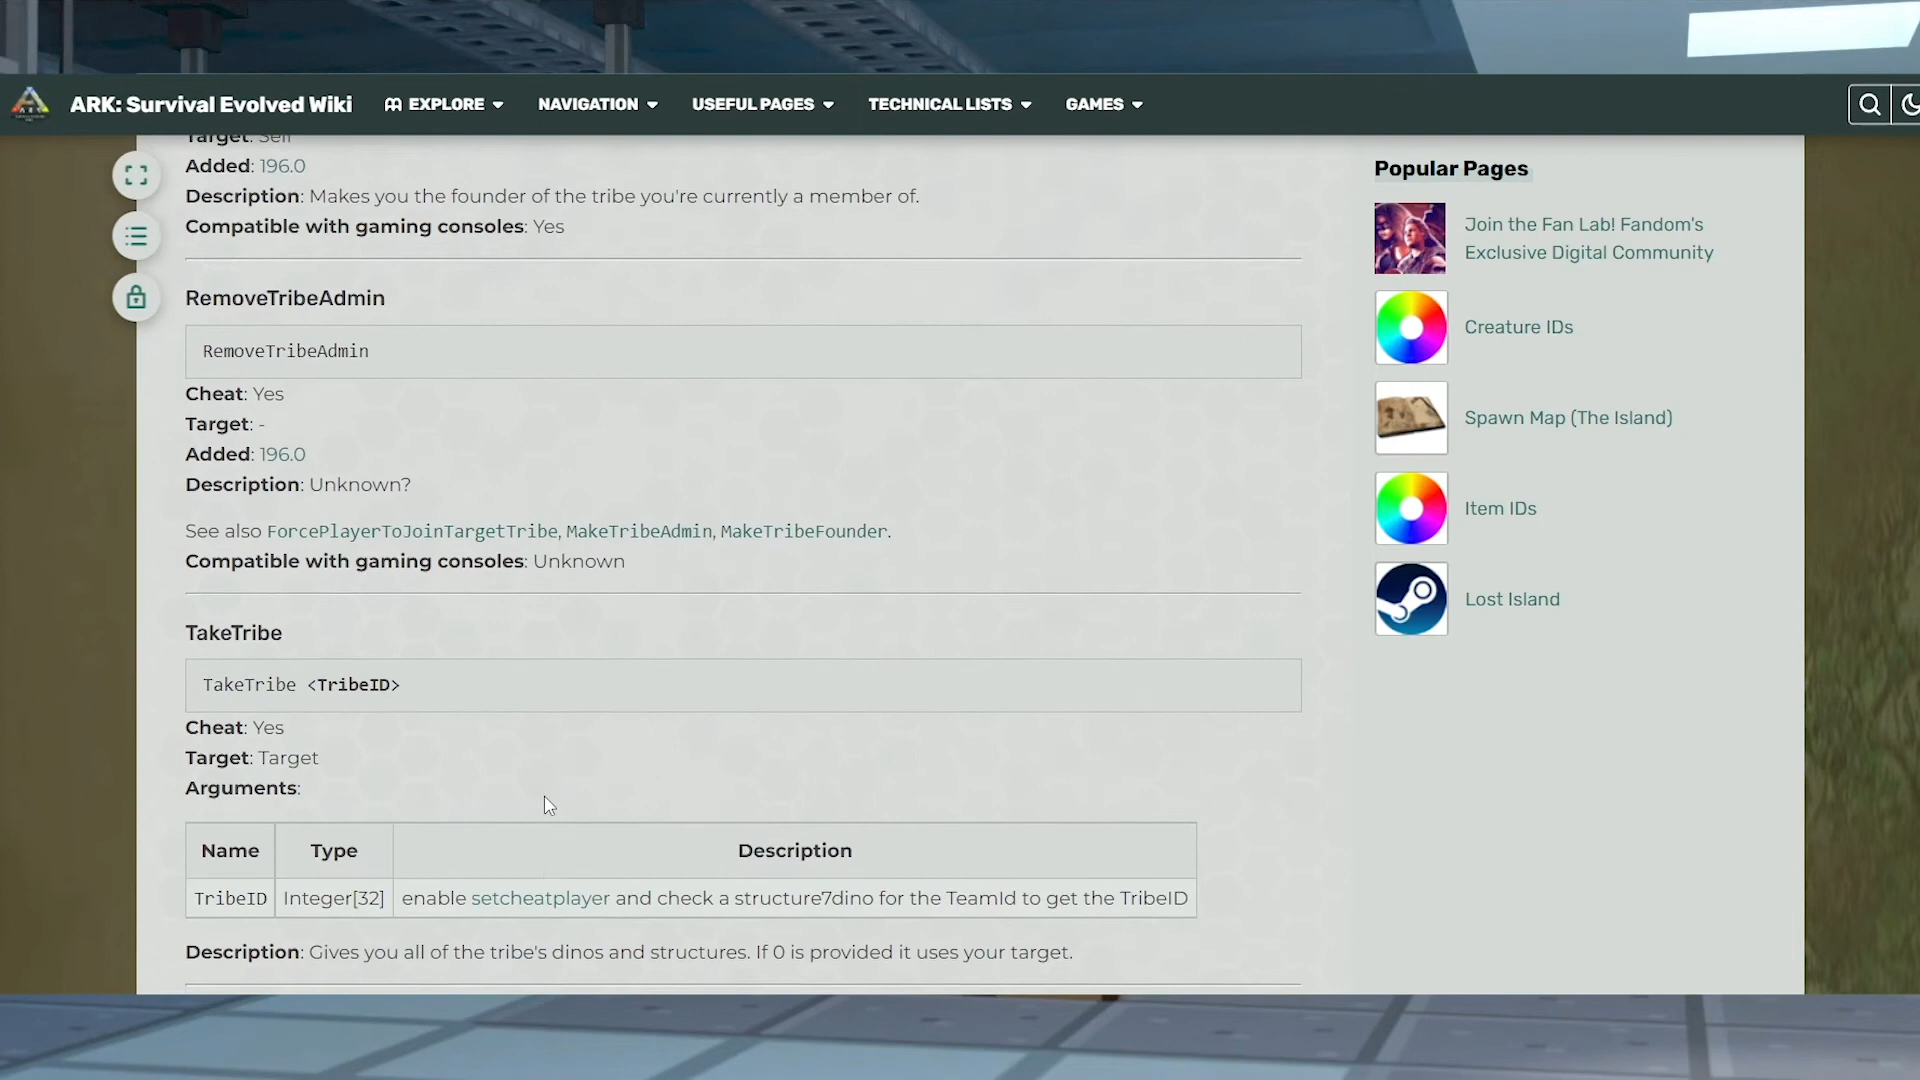 ARK: Survival Evolved Wiki
EXPLORE
NAVIGATION
USEFUL PAGES
TECHNICAL LISTS
GAMES
Target: Self
Added: 196.0
Description: Makes you the founder of the tribe you're currently a member of.
Compatible with gaming consoles: Yes
RemoveTribeAdmin
RemoveTribeAdmin
Cheat: Yes
Target: -
Added: 196.0
Description: Unknown?
See also ForcePlayerToJoinTargetTribe, MakeTribeAdmin, MakeTribeFounder.
Compatible with gaming consoles: Unknown
TakeTribe
TakeTribe <TribeID>
Cheat: Yes
Target: Target
Arguments:
Name Type Description
TribeID Integer[32] enable setcheatplayer and check a structure7dino for the TeamId to get the TribeID
Description: Gives you all of the tribe's dinos and structures. If 0 is provided it uses your target.
Popular Pages
Join the Fan Lab! Fandom's
Exclusive Digital Community
Creature IDs
Spawn Map (The Island)
Item IDs
Lost Island